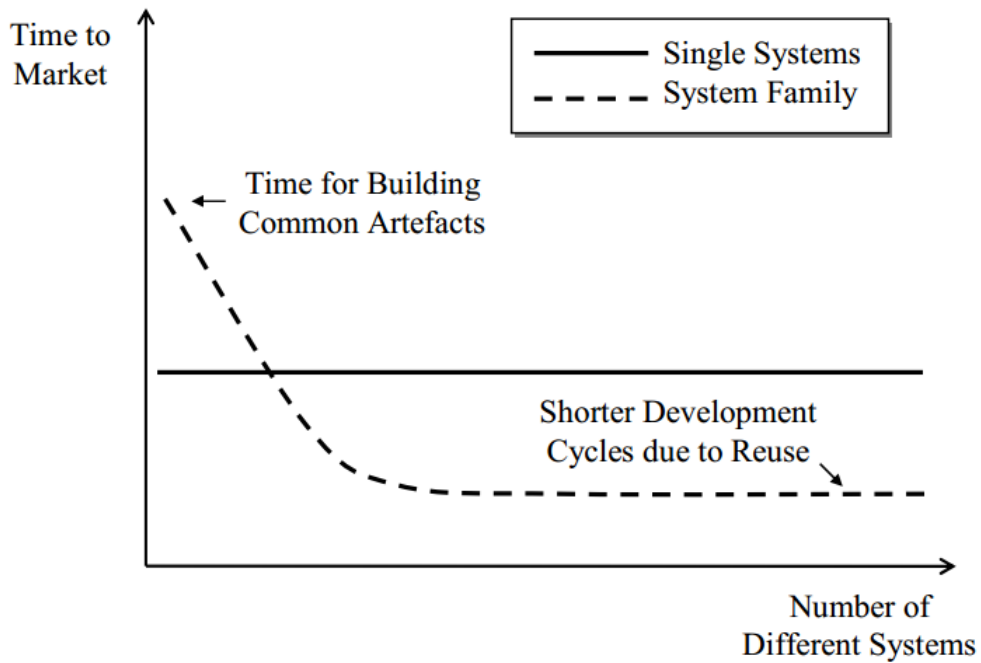 Time to
Market
Single Systems
System Family
Time for Building
Common Artefacts
Shorter Development
Cycles due to Reuse
Number of
Different Systems